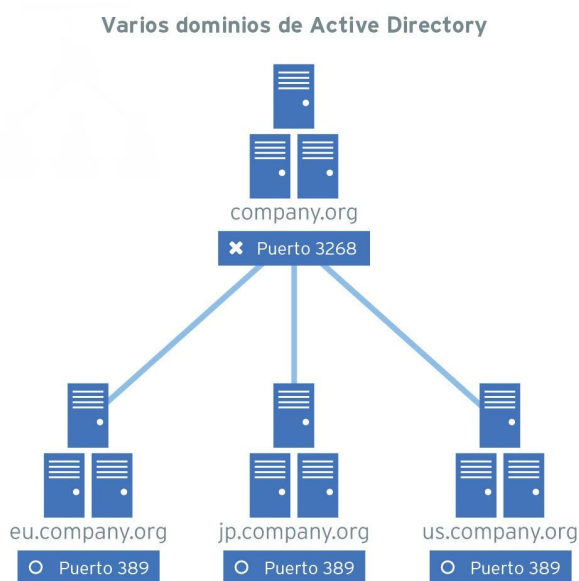 Varios dominios de Active Directory
company.org
Puerto 3268
eu.company.org
jp.company.org
us.company.org
Puerto 389
Puerto 389
Puerto 389